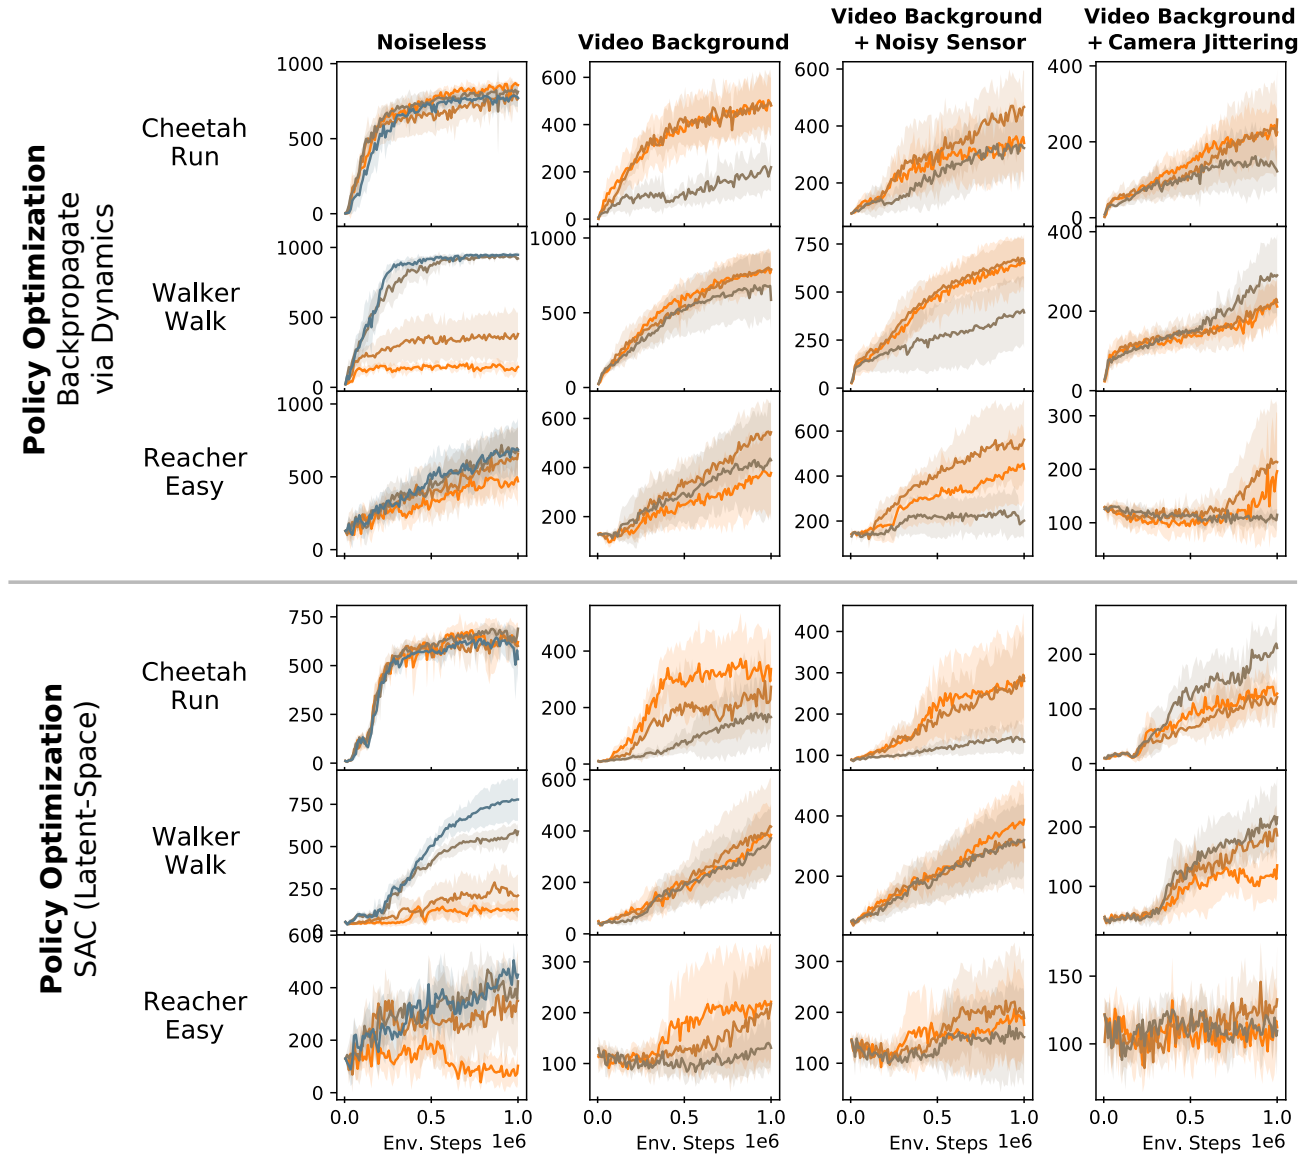 Noiseless
Video Background
Video Background
+ Noisy Sensor
Video Background
+ Camera Jittering
Policy Optimization
Backpropagate
via Dynamics
Cheetah
Run
1000
500
0
600
400
200
0
600
400
200
400
200
0
Walker
Walk
1000
500
0
1000
500
0
750
500
250
0
400
200
0
Reacher
Easy
1000
500
0
600
400
200
600
400
200
300
200
100
Policy Optimization
SAC (Latent-Space)
Cheetah
Run
750
500
250
0
400
200
0
400
300
200
100
200
100
0
Walker
Walk
750
500
250
0
600
400
200
0
400
200
200
100
Reacher
Easy
600
400
200
0
300
200
100
300
200
100
150
125
100
0.0 0.5 1.0
0.0 0.5 1.0
0.0 0.5 1.0
0.0 0.5 1.0
Env. Steps 1e6
Env. Steps 1e6
Env. Steps 1e6
Env. Steps 1e6